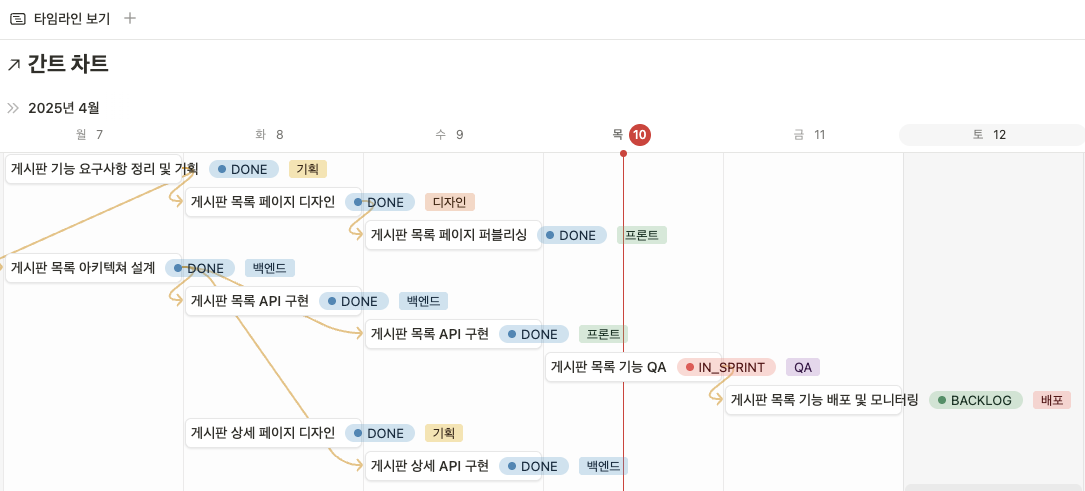 타임라인 보기
간트 차트
2025년 4월
월 7 화 8 수 9 목 10 금 11 토 12
게시판 기능 요구사항 정리 및 기획 DONE 기획
게시판 목록 페이지 디자인 DONE 디자인
게시판 목록 페이지 퍼블리싱 DONE 프론트
게시판 목록 아키텍쳐 설계 DONE 백엔드
게시판 목록 API 구현 DONE 백엔드
게시판 목록 API 구현 DONE 프론트
게시판 목록 기능 QA IN_SPRINT QA
게시판 목록 기능 배포 및 모니터링 BACKLOG 배포
게시판 상세 페이지 디자인 DONE 기획
게시판 상세 API 구현 DONE 백엔드